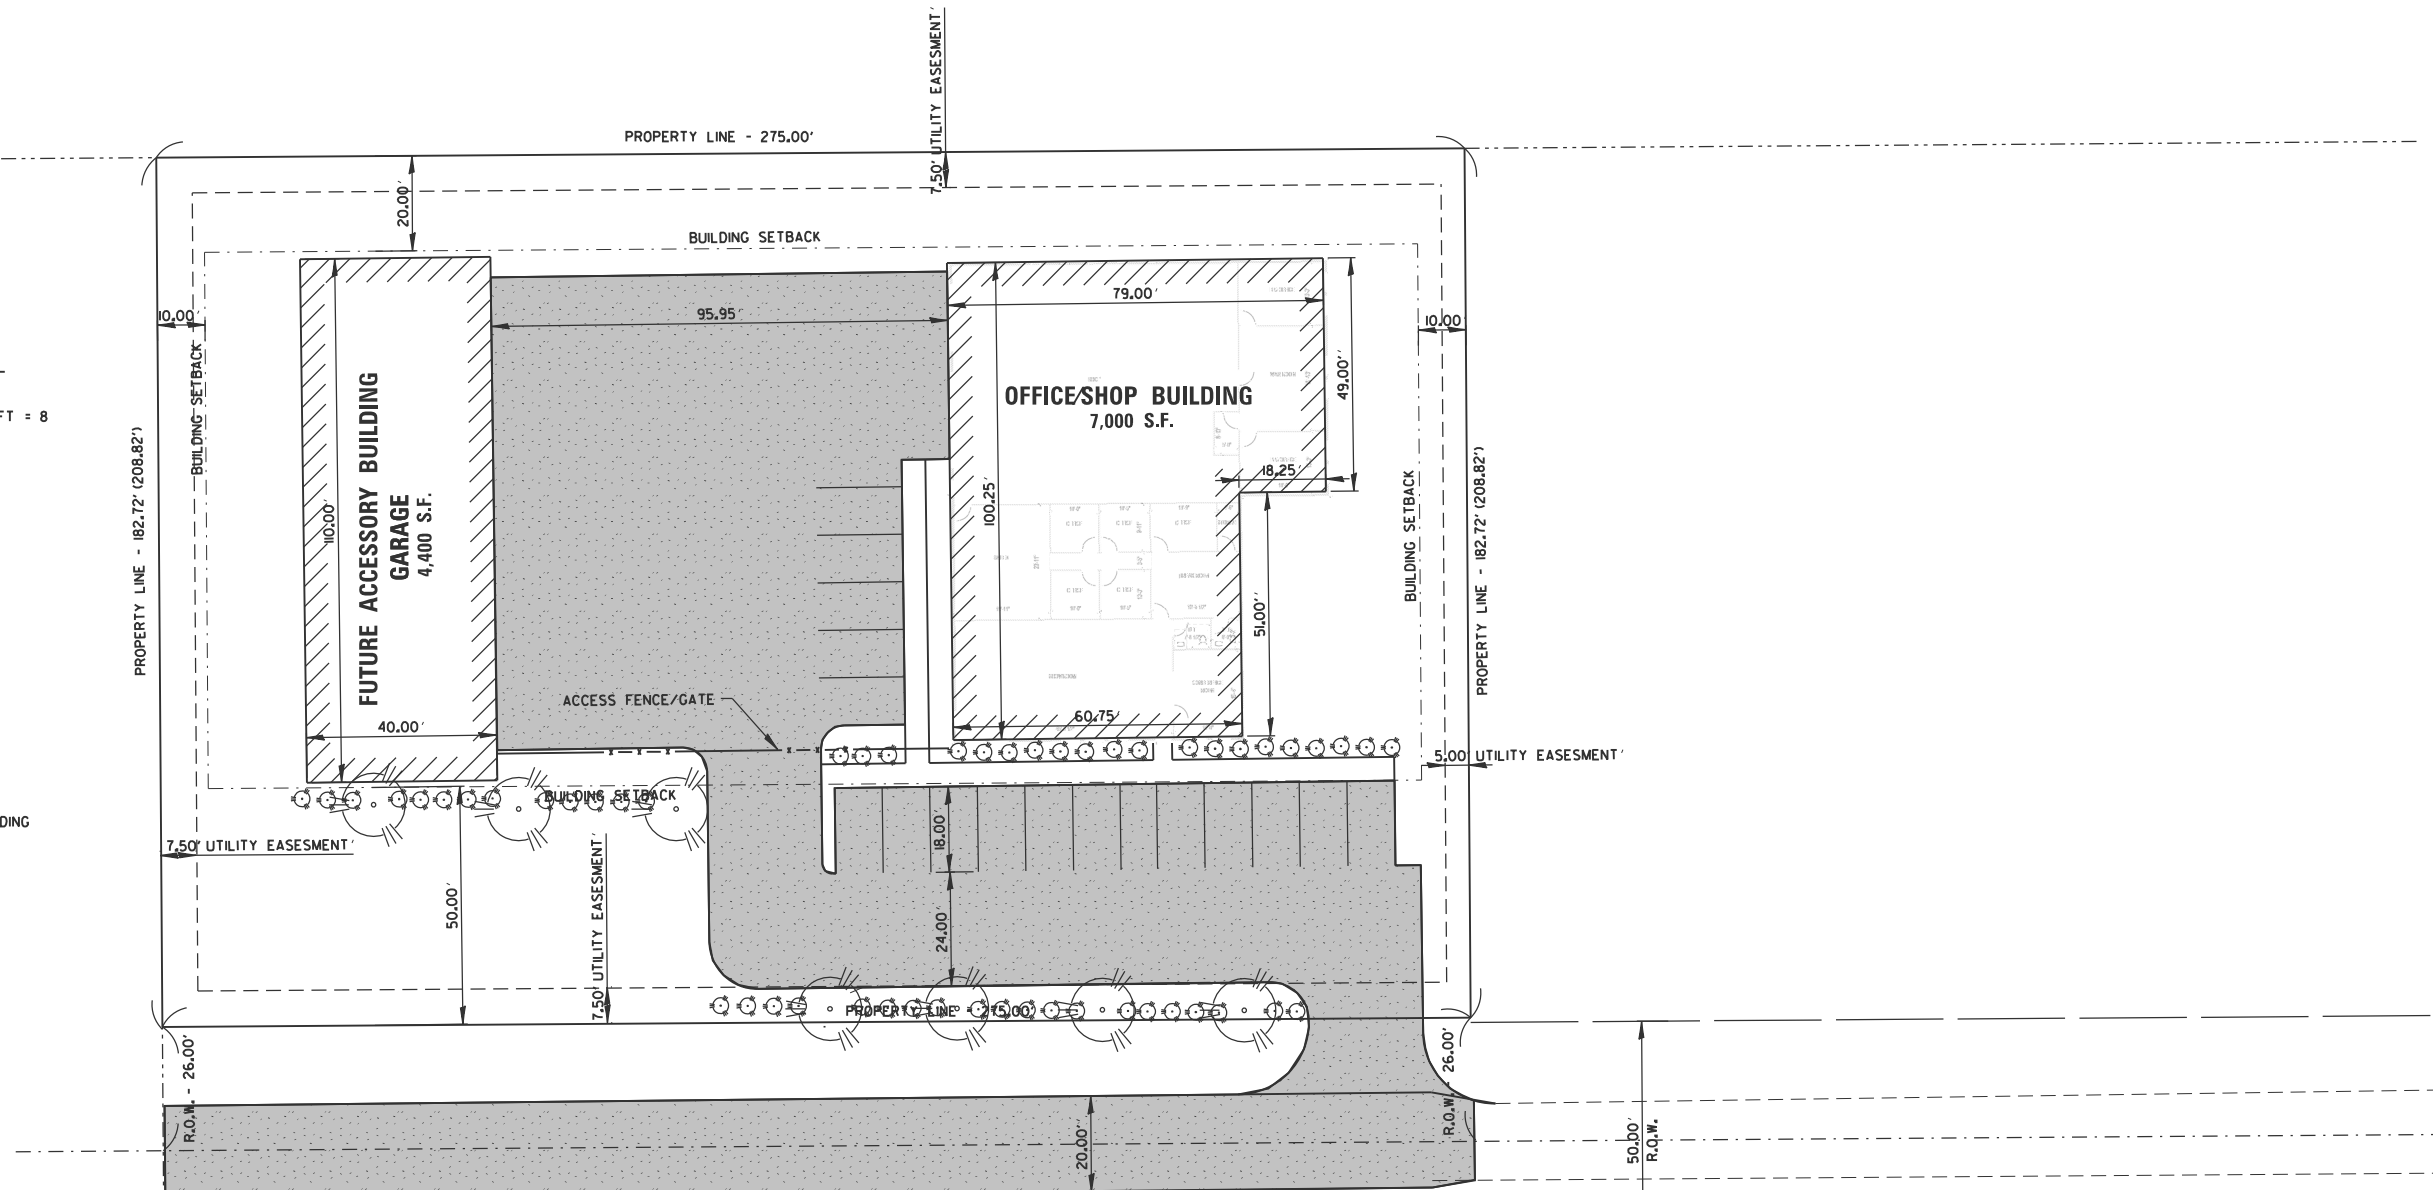 7.50' UTILITY EASESMENT'
PROPERTY LINE - 275.00'
20.00'
BUILDING SETBACK
79.00'
95.95'
10.00'
10.00'
BUILDING SETBACK
49.00''
OFFICE/SHOP BUILDING
7,000 S.F.
FT = 8
FUTURE ACCESSORY BUILDING
GARAGE
4,400 S.F.
110.00'
100.25'
18.25'
PROPERTY LINE - 182.72' (208.82')
BUILDING SETBACK
PROPERTY LINE - 182.72' (208.82')
51.00''
ACCESS FENCE/GATE
40.00'
60.75'
5.00' UTILITY EASESMENT'
BUILDING SETBACK
DING
7.50' UTILITY EASESMENT'
18.00'
50.00'
7.50' UTILITY EASESMENT'
24.00'
PROPERTY LINE - 275.00'
R.O.W. - 26.00'
R.O.W. - 26.00'
20.00''
50.00'
R.O.W.